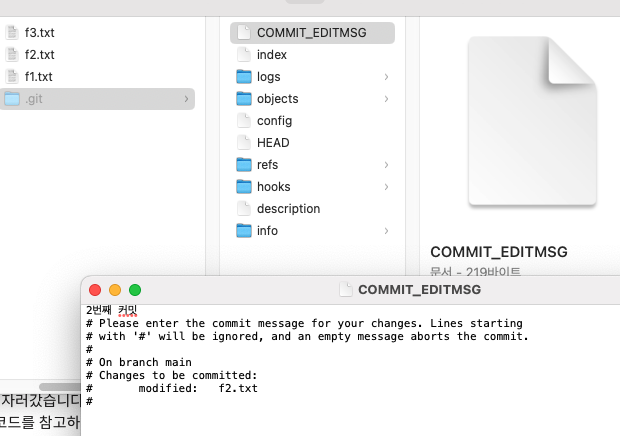 f3.txt
f2.txt
f1.txt
.git
COMMIT_EDITMSG
index
logs
objects
config
HEAD
refs
hooks
description
info
COMMIT_EDITMSG
문서 - 219바이트
COMMIT_EDITMSG
2번째 커밋
# Please enter the commit message for your changes. Lines starting
# with '#' will be ignored, and an empty message aborts the commit.
#
# On branch main
# Changes to be committed:
#       modified:   f2.txt
#
자러갔습니다
코드를 참고하